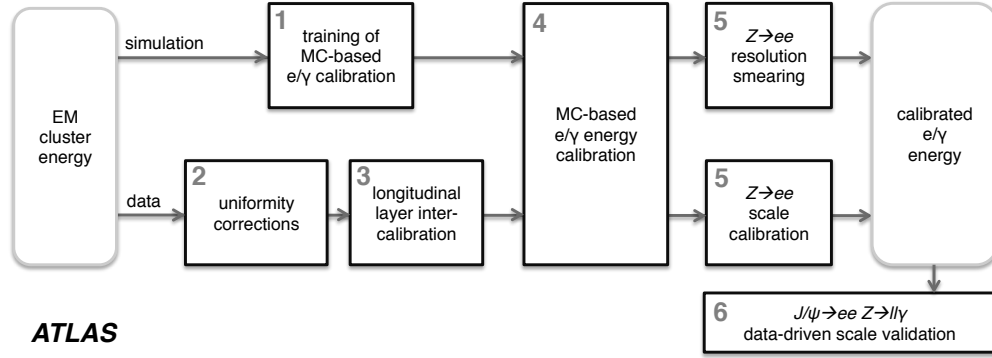 EM
cluster
energy
simulation
data
1
training of
MC-based
e/γ calibration
2
uniformity
corrections
3
longitudinal
layer inter-
calibration
4
MC-based
e/γ energy
calibration
5
Z→ee
resolution
smearing
5
Z→ee
scale
calibration
calibrated
e/γ
energy
6
J/ψ→ee Z→llγ
data-driven scale validation
ATLAS